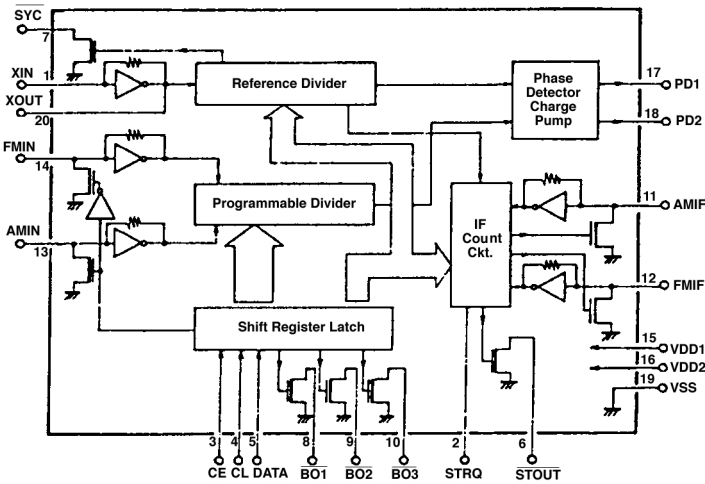 SYC
7
XIN
1
XOUT
20
FMIN
14
AMIN
13
Reference Divider
Phase
Detector
Charge
Pump
17
PD1
18
PD2
Programmable Divider
IF
Count
Ckt.
11
AMIF
12
FMIF
Shift Register Latch
15
VDD1
16
VDD2
19
VSS
3 4 5 8 9 10 2 6
CE CL DATA BO1 BO2 BO3 STRQ STOUT